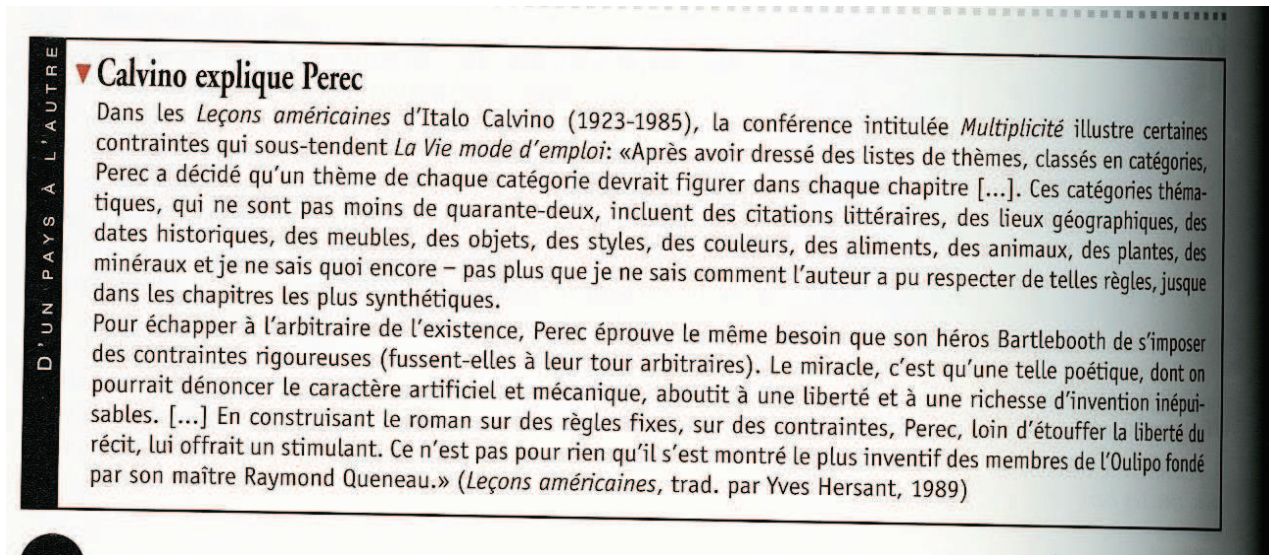 D'UN PAYS À L'AUTRE
Calvino explique Perec
Dans les Leçons américaines d'Italo Calvino (1923-1985), la conférence intitulée Multiplicité illustre certaines
contraintes qui sous-tendent La Vie mode d'emploi: «Après avoir dressé des listes de thèmes, classés en catégories,
Perec a décidé qu'un thème de chaque catégorie devrait figurer dans chaque chapitre [...]. Ces catégories théma-
tiques, qui ne sont pas moins de quarante-deux, incluent des citations littéraires, des lieux géographiques, des
dates historiques, des meubles, des objets, des styles, des couleurs, des aliments, des animaux, des plantes, des
minéraux et je ne sais quoi encore – pas plus que je ne sais comment l'auteur a pu respecter de telles règles, jusque
dans les chapitres les plus synthétiques.
Pour échapper à l'arbitraire de l'existence, Perec éprouve le même besoin que son héros Bartlebooth de s'imposer
des contraintes rigoureuses (fussent-elles à leur tour arbitraires). Le miracle, c'est qu'une telle poétique, dont on
pourrait dénoncer le caractère artificiel et mécanique, aboutit à une liberté et à une richesse d'invention inépui-
sables. [...] En construisant le roman sur des règles fixes, sur des contraintes, Perec, loin d'étouffer la liberté du
récit, lui offrait un stimulant. Ce n'est pas pour rien qu'il s'est montré le plus inventif des membres de l'Oulipo fondé
par son maître Raymond Queneau.» (Leçons américaines, trad. par Yves Hersant, 1989)